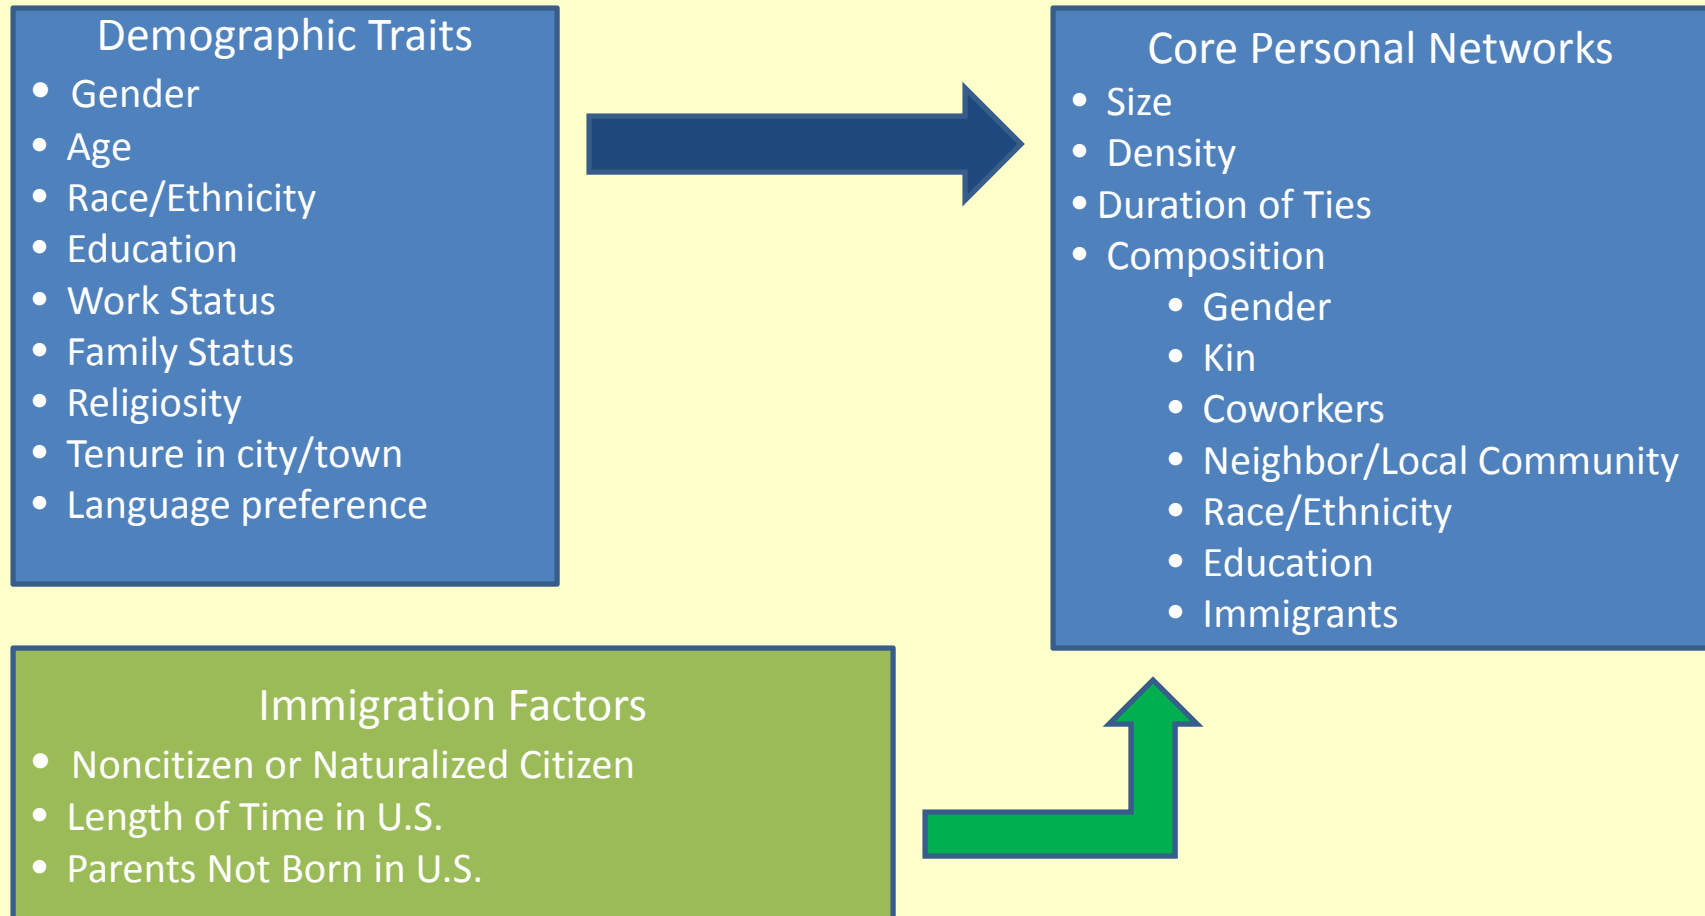 Demographic Traits
• Gender
• Age
• Race/Ethnicity
• Education
• Work Status
• Family Status
• Religiosity
• Tenure in city/town
• Language preference
Core Personal Networks
• Size
• Density
• Duration of Ties
• Composition
• Gender
• Kin
• Coworkers
• Neighbor/Local Community
• Race/Ethnicity
• Education
• Immigrants
Immigration Factors
• Noncitizen or Naturalized Citizen
• Length of Time in U.S.
• Parents Not Born in U.S.